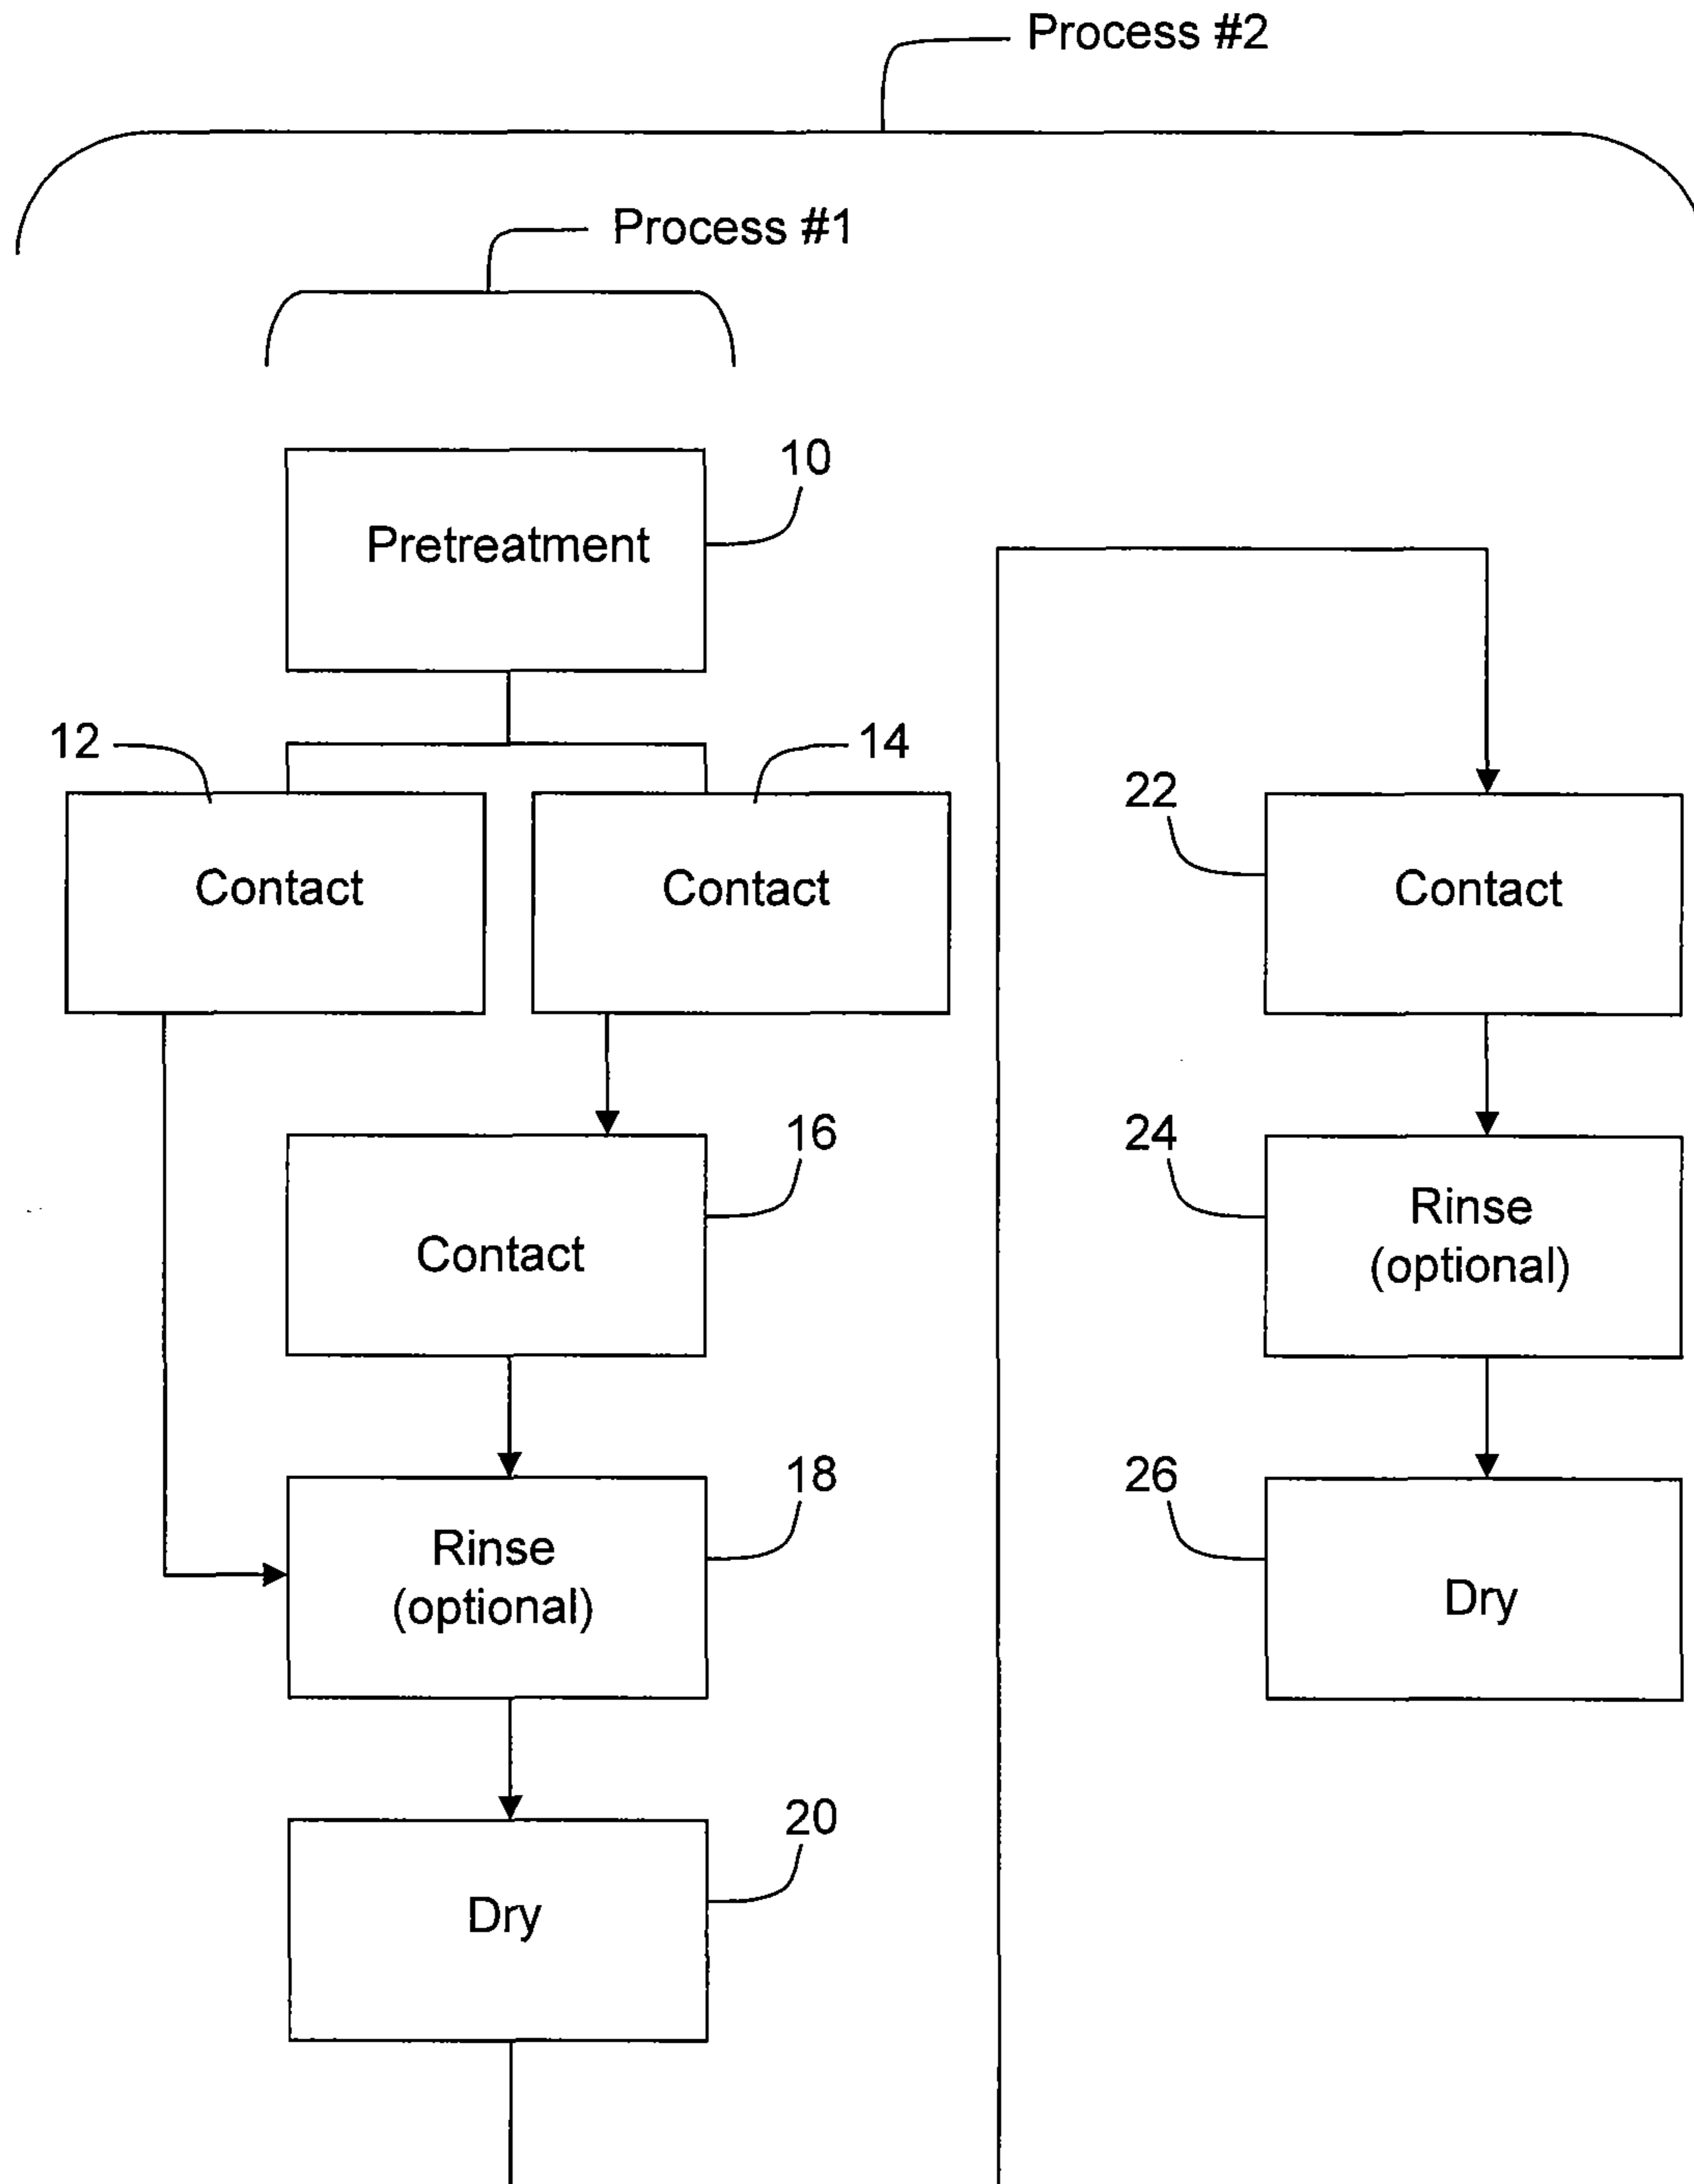 Process #2
Process #1
10
Pretreatment
12
14
Contact
Contact
16
Contact
18
Rinse
(optional)
20
Dry
22
Contact
24
Rinse
(optional)
26
Dry